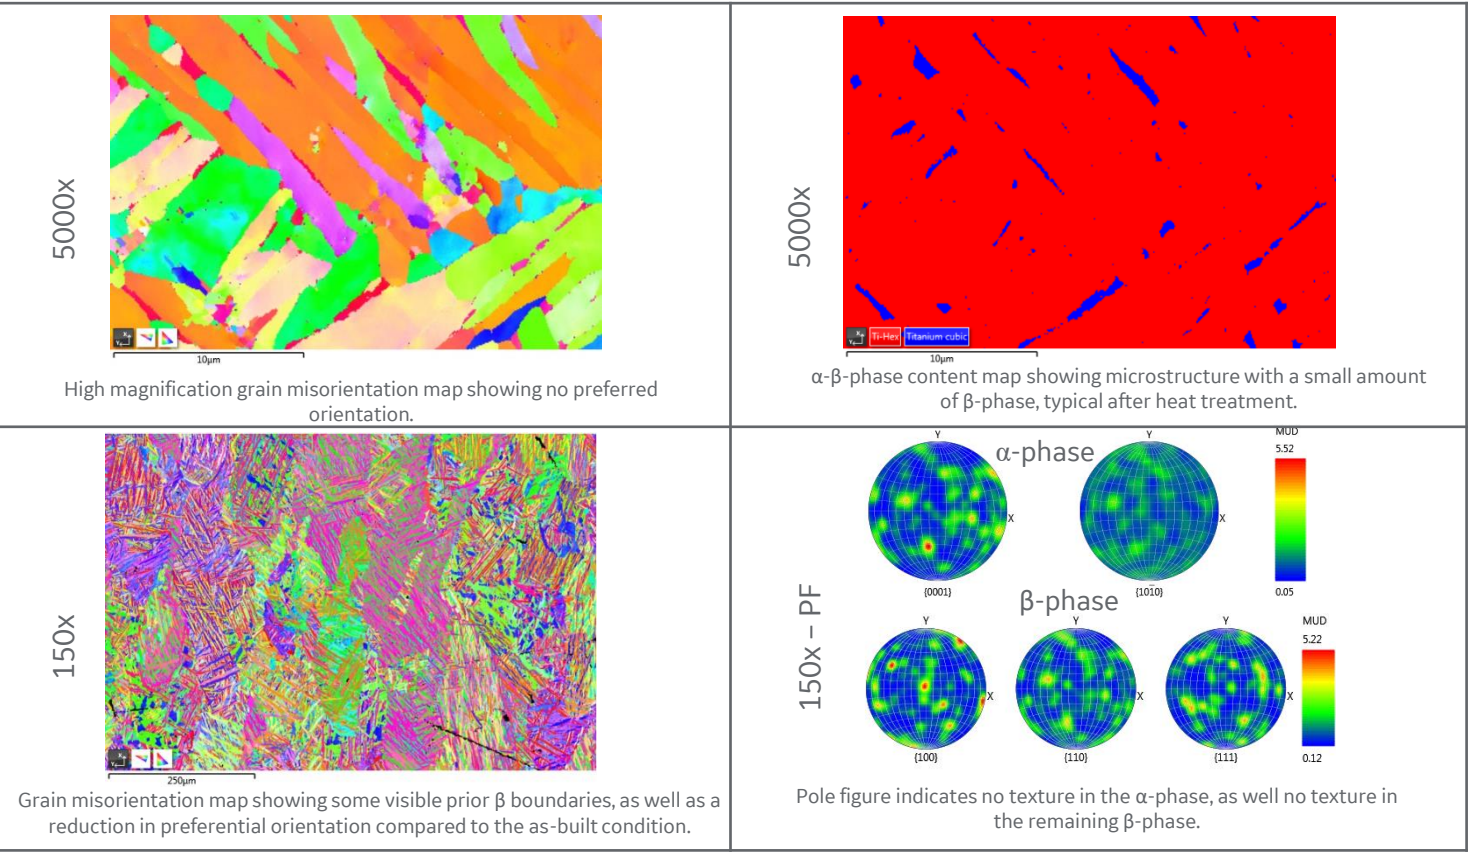 5000x
10μm
High magnification grain misorientation map showing no preferred
orientation.
5000x
Ti-Hex
Titanium cubic
10μm
α-β-phase content map showing microstructure with a small amount
of β-phase, typical after heat treatment.
150x
250μm
Grain misorientation map showing some visible prior β boundaries, as well as a
reduction in preferential orientation compared to the as-built condition.
150x – PF
α-phase
Y
X
{0001}
Y
X
{101̄0}
MUD
5.52
0.05
β-phase
Y
X
{100}
Y
X
{110}
Y
X
{111}
MUD
5.22
0.12
Pole figure indicates no texture in the α-phase, as well no texture in
the remaining β-phase.